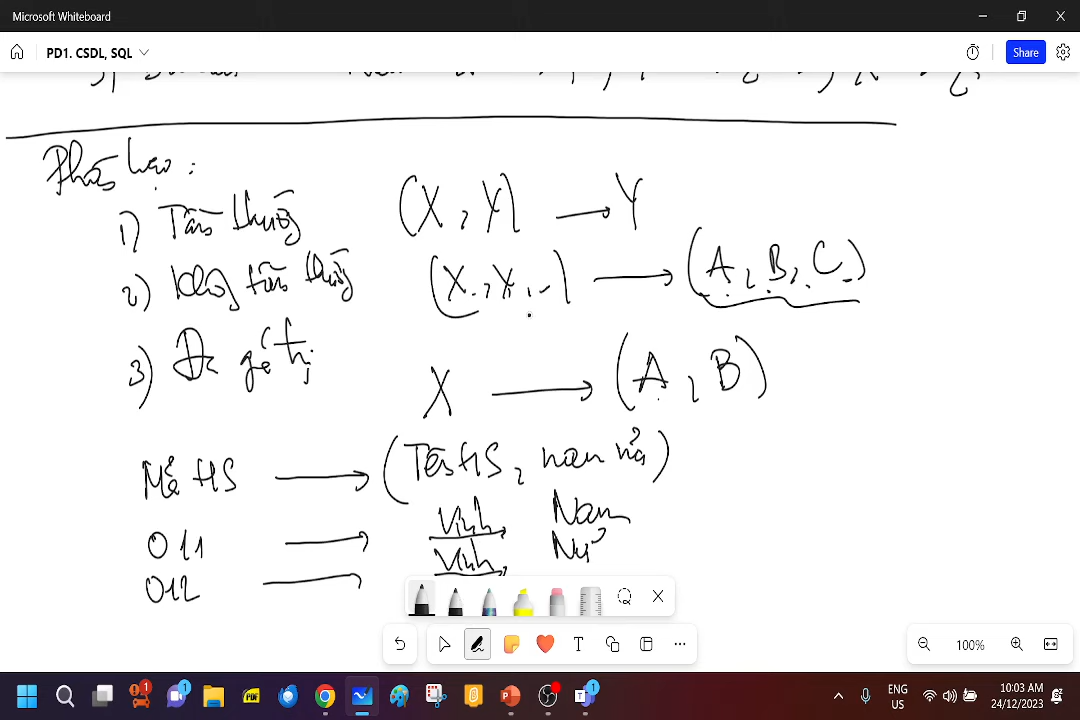 Microsoft Whiteboard
PD1. CSDL, SQL
Share
Phân loại:
1) Tầm thường (X, Y) → Y
2) Không tầm thường (X, X, ..) → (A, B, C)
3) Đa giá trị
X → (A, B)
Mã HS → (Tên HS, nam nữ)
011 → Vinh Nam
012 → Vinh Nữ
100%
ENG
US
10:03 AM
24/12/2023